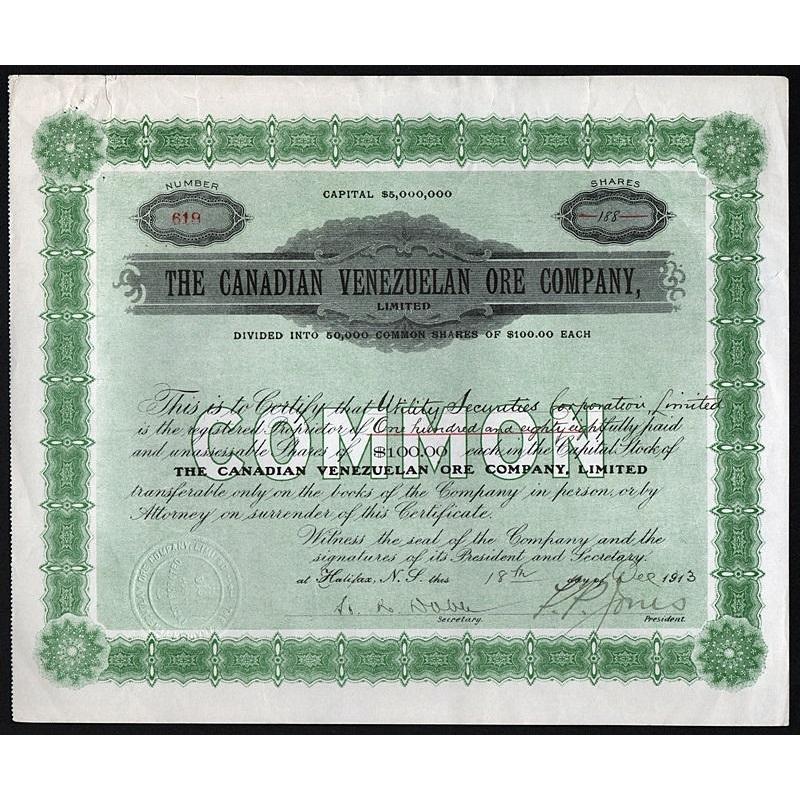 NUMBER
619
CAPITAL $5,000,000
SHARES
188
THE CANADIAN VENEZUELAN ORE COMPANY,
LIMITED
DIVIDED INTO 50,000 COMMON SHARES OF $100.00 EACH
COMMON
This is to Certify that Utility Securities Corporation Limited
is the registered Proprietor of One hundred and eighty eight fully paid
and unassessable Shares of $100.00 each in the Capital Stock of
THE CANADIAN VENEZUELAN ORE COMPANY, LIMITED
transferable only on the books of the Company in person, or by
Attorney on surrender of this Certificate.
Witness the seal of the Company and the
signatures of its President and Secretary.
at Halifax, N.S. this 18th day of Dec 1913
F. P. Jones
Secretary.
President